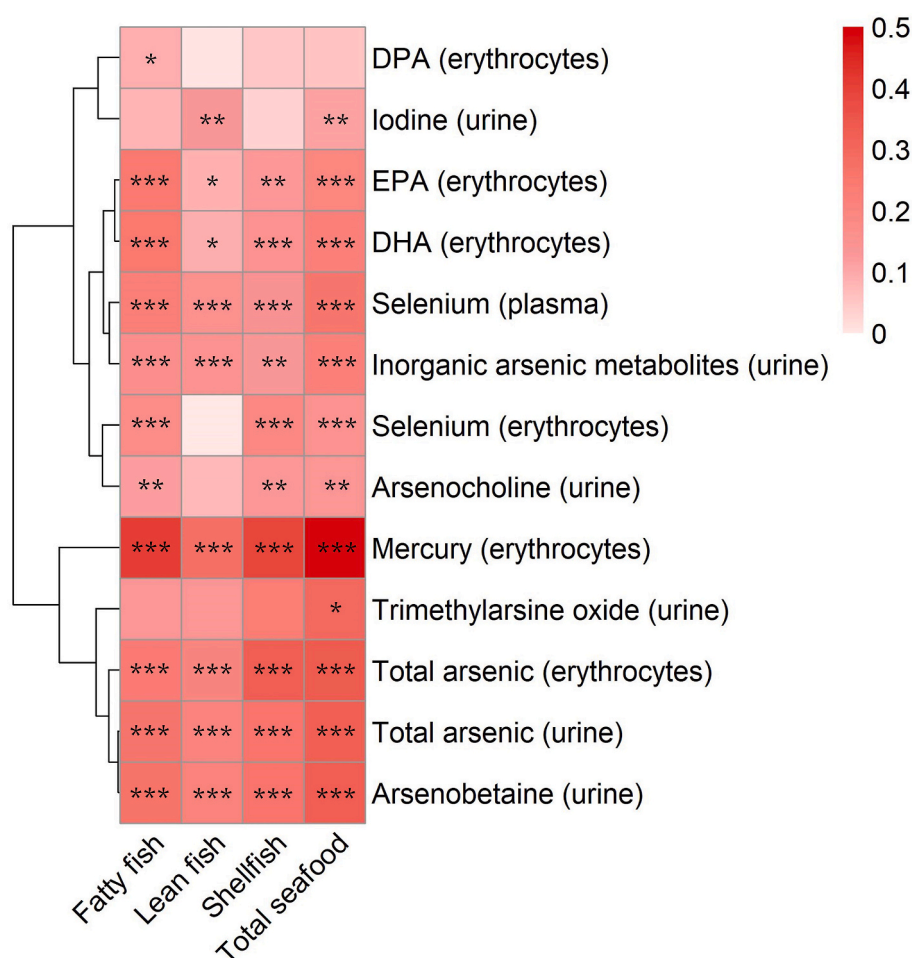 0.5
* DPA (erythrocytes)
0.4
** ** Iodine (urine)
0.3
*** * ** *** EPA (erythrocytes)
0.2
*** * *** *** DHA (erythrocytes)
0.1
*** *** *** *** Selenium (plasma)
0
*** *** ** *** Inorganic arsenic metabolites (urine)
*** *** *** Selenium (erythrocytes)
** ** ** Arsenocholine (urine)
*** *** *** *** Mercury (erythrocytes)
* Trimethylarsine oxide (urine)
*** *** *** *** Total arsenic (erythrocytes)
*** *** *** *** Total arsenic (urine)
*** *** *** *** Arsenobetaine (urine)
Fatty fish
Lean fish
Shellfish
Total seafood